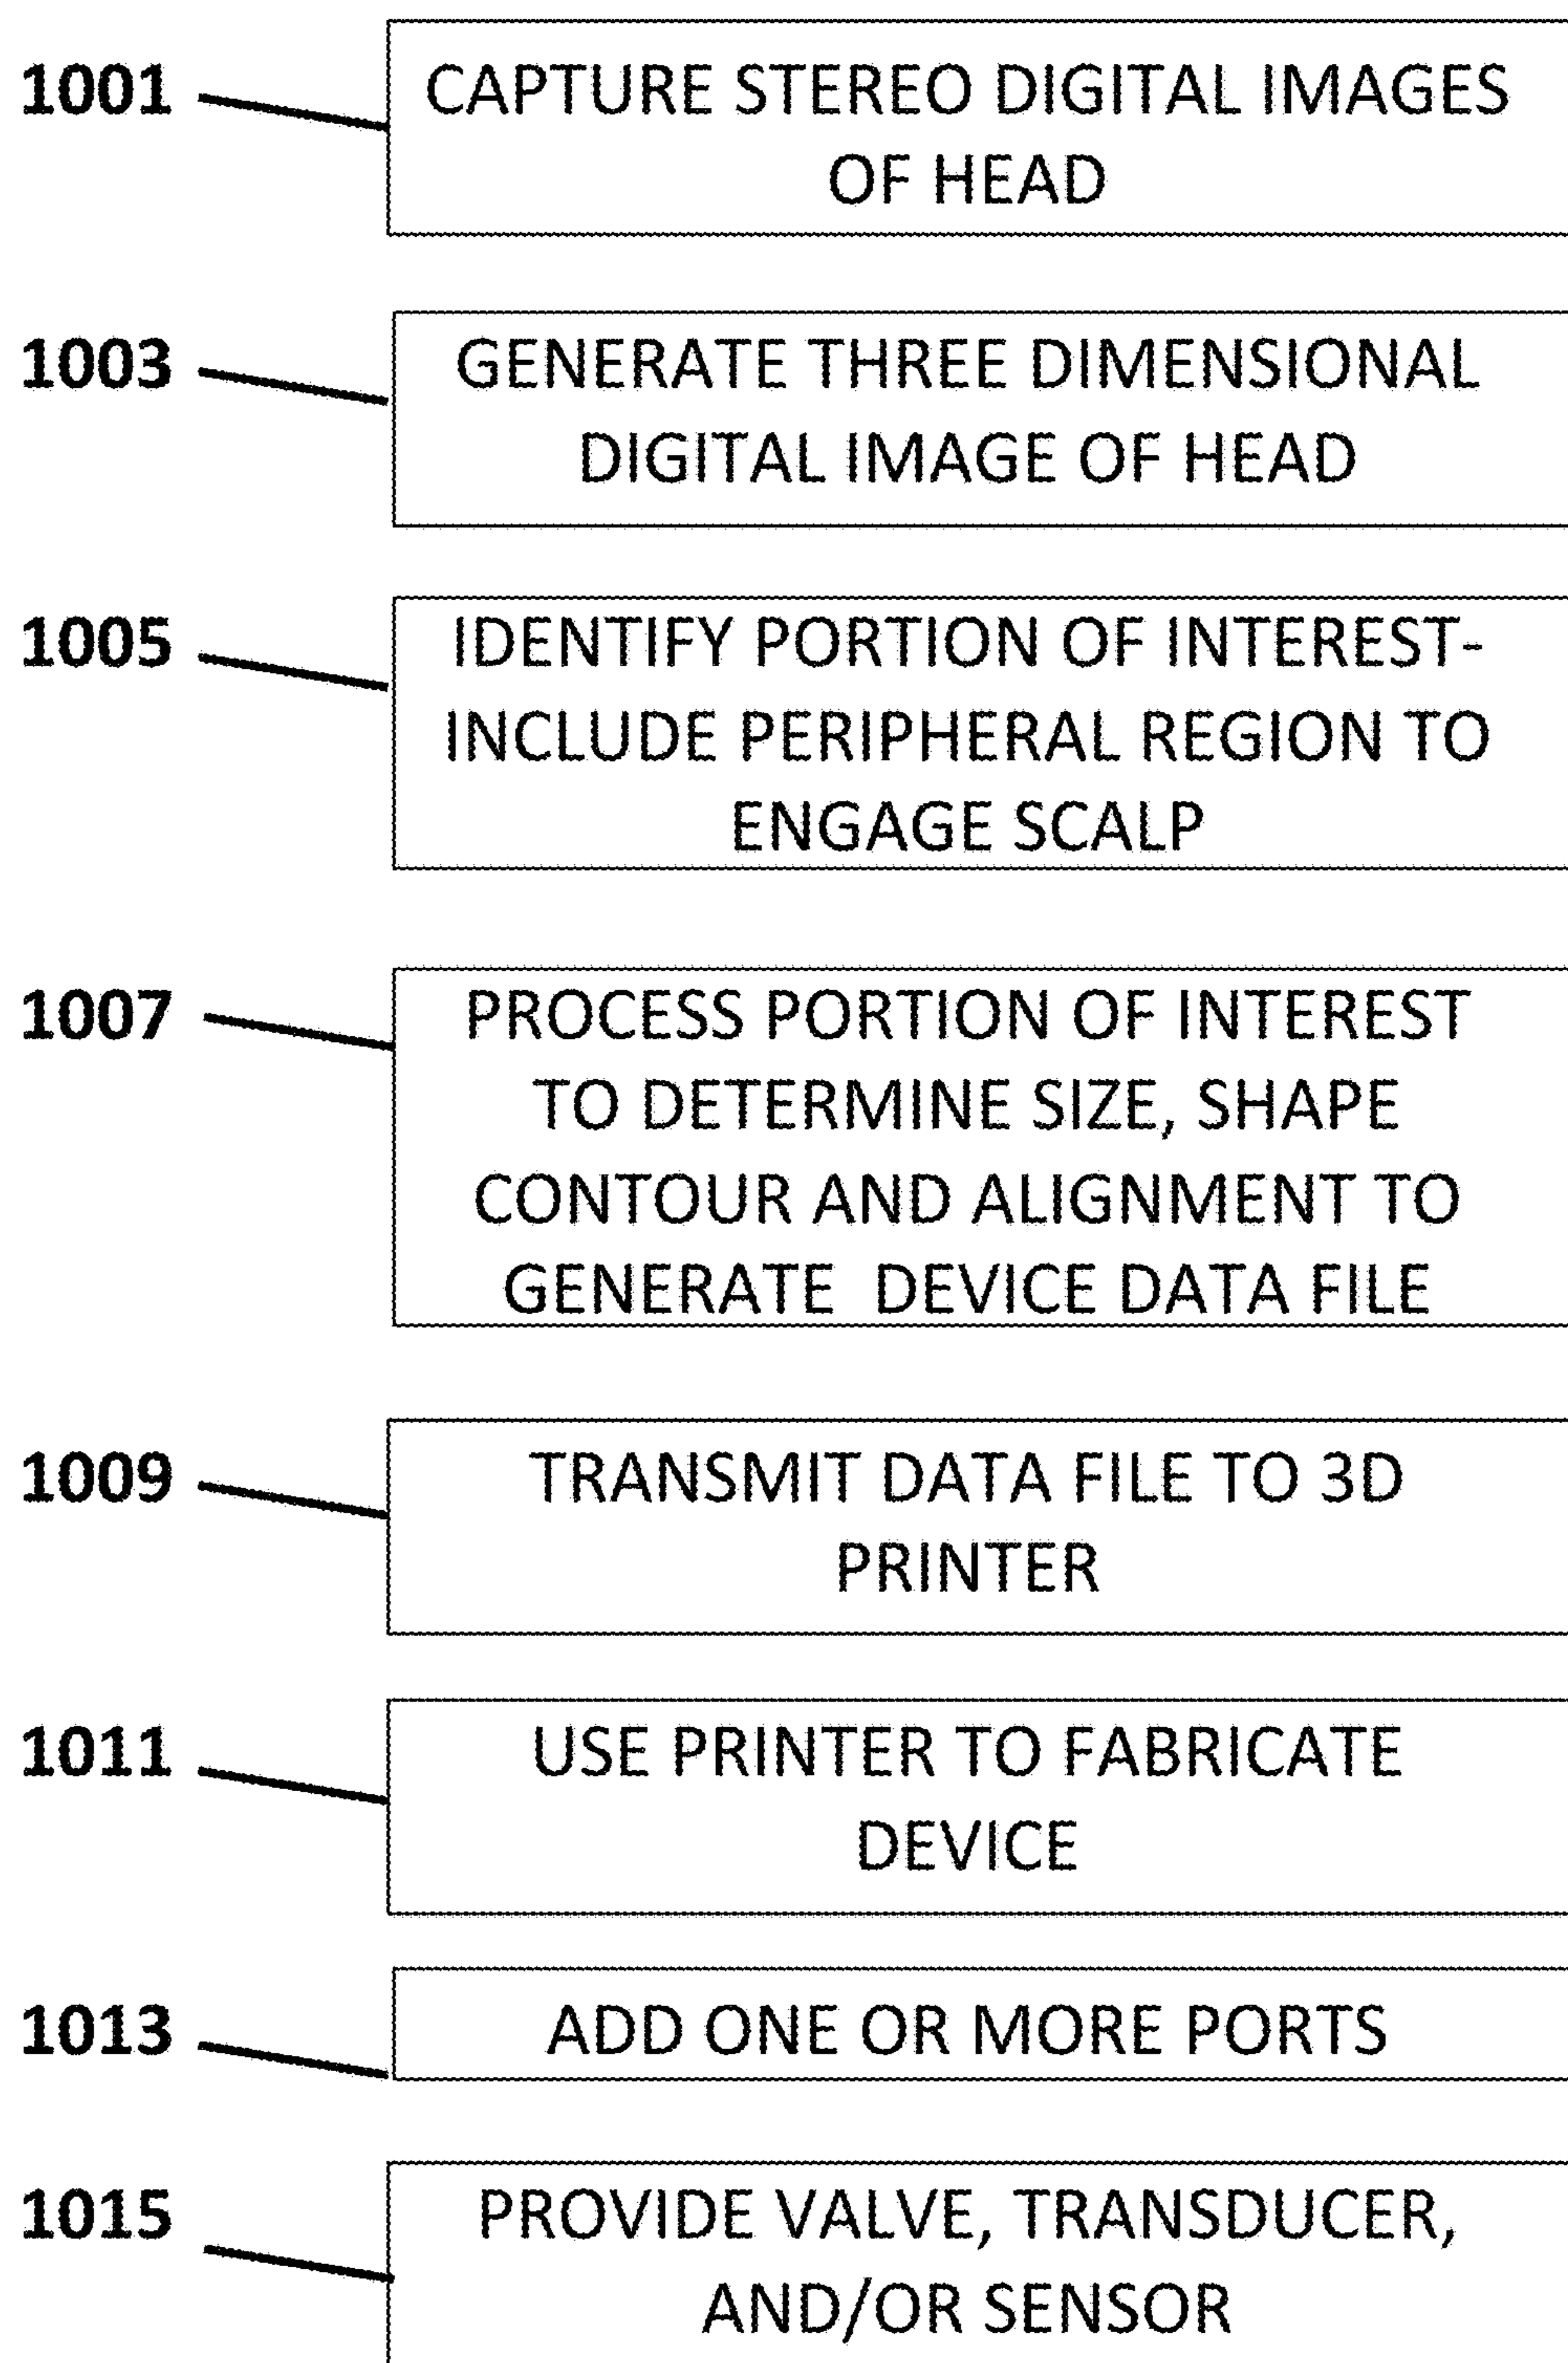 1001
CAPTURE STEREO DIGITAL IMAGES
OF HEAD
1003
GENERATE THREE DIMENSIONAL
DIGITAL IMAGE OF HEAD
1005
IDENTIFY PORTION OF INTEREST-
INCLUDE PERIPHERAL REGION TO
ENGAGE SCALP
1007
PROCESS PORTION OF INTEREST
TO DETERMINE SIZE, SHAPE
CONTOUR AND ALIGNMENT TO
GENERATE DEVICE DATA FILE
1009
TRANSMIT DATA FILE TO 3D
PRINTER
1011
USE PRINTER TO FABRICATE
DEVICE
1013
ADD ONE OR MORE PORTS
1015
PROVIDE VALVE, TRANSDUCER,
AND/OR SENSOR